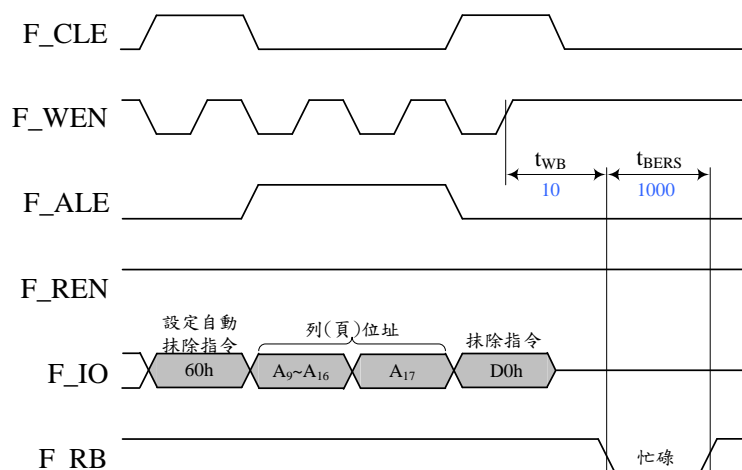 F_CLE
F_WEN
t_WB t_BERS
10 1000
F_ALE
F_REN
設定自動
抹除指令
列(頁)位址
抹除指令
F_IO 60h A9~A16 A17 D0h
F_RB 忙碌